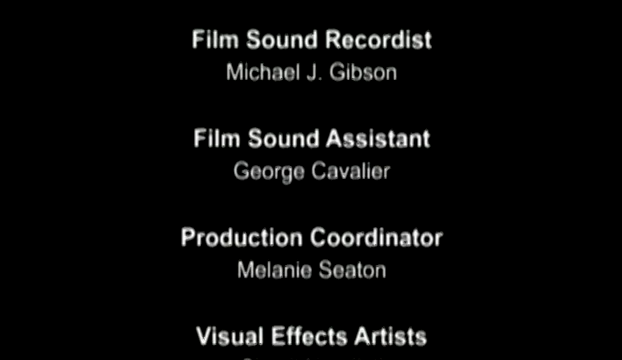 Film Sound Recordist
Michael J. Gibson
Film Sound Assistant
George Cavalier
Production Coordinator
Melanie Seaton
Visual Effects Artists